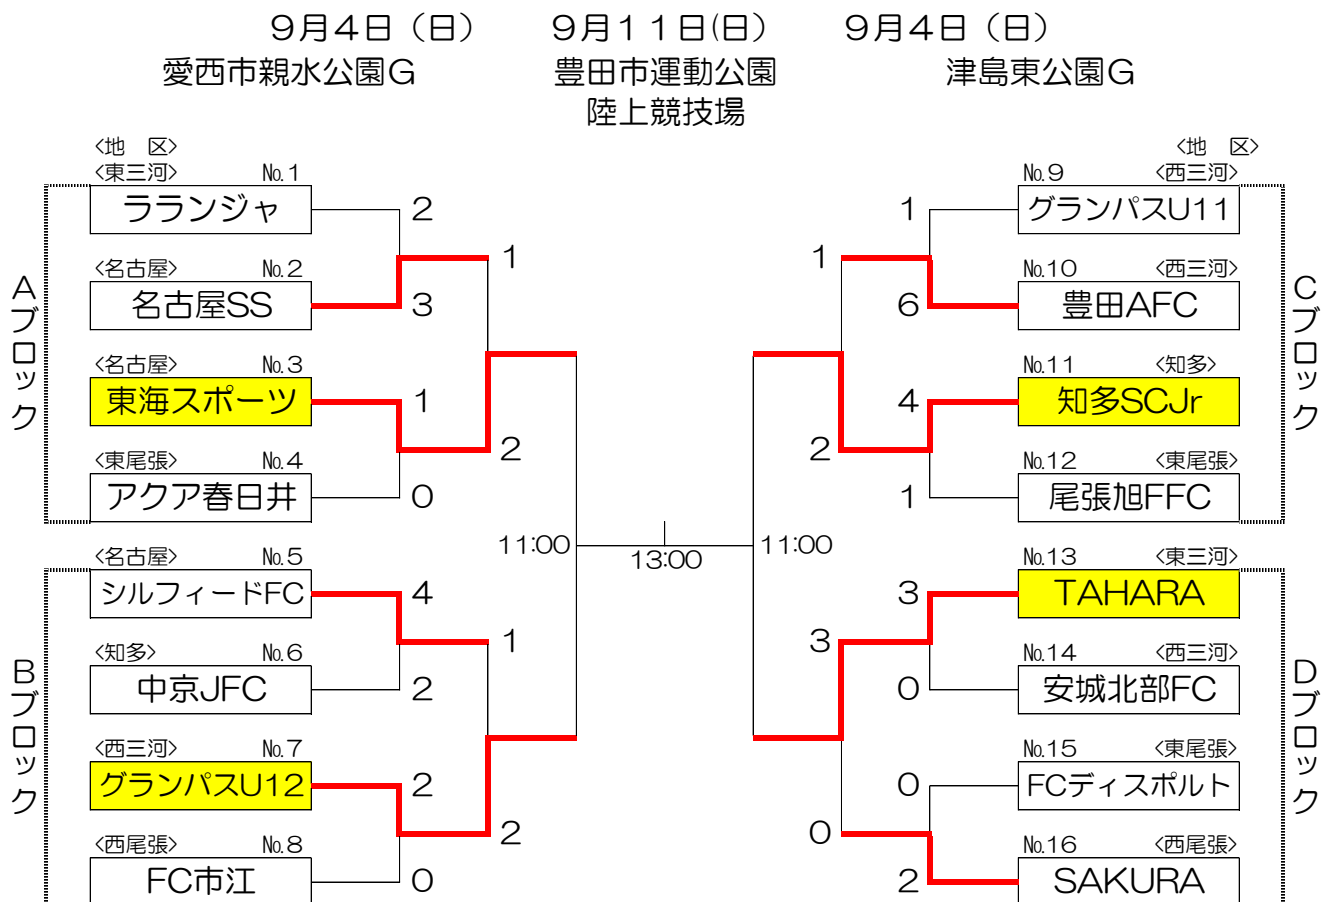 9月4日（日）
愛西市親水公園G
9月11日(日)
豊田市運動公園
陸上競技場
9月4日（日）
津島東公園G
<地　区>
<東三河> No.1
ラランジャ 2
<名古屋> No.2
名古屋SS 3
1
<名古屋> No.3
東海スポーツ 1
2
<東尾張> No.4
アクア春日井 0
Aブロック
<名古屋> No.5
シルフィードFC 4
1
<知多> No.6
中京JFC 2
<西三河> No.7
グランパスU12 2
2
<西尾張> No.8
FC市江 0
Bブロック
11:00
13:00
11:00
<地　区>
No.9 <西三河>
1 グランパスU11
1
No.10 <西三河>
6 豊田AFC
No.11 <知多>
4 知多SCJr
2
No.12 <東尾張>
1 尾張旭FFC
Cブロック
No.13 <東三河>
3 TAHARA
3
No.14 <西三河>
0 安城北部FC
No.15 <東尾張>
0 FCディスポルト
0
No.16 <西尾張>
2 SAKURA
Dブロック